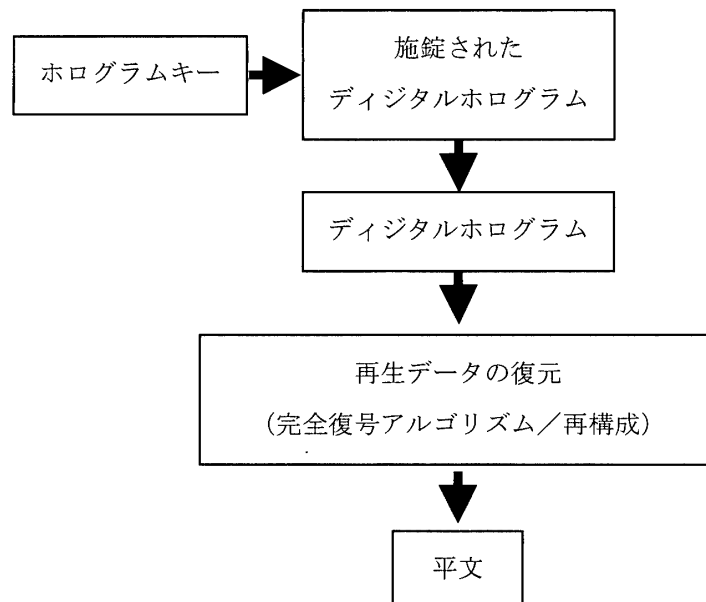 ホログラムキー
施錠された
ディジタルホログラム
ディジタルホログラム
再生データの復元
(完全復号アルゴリズム／再構成)
平文